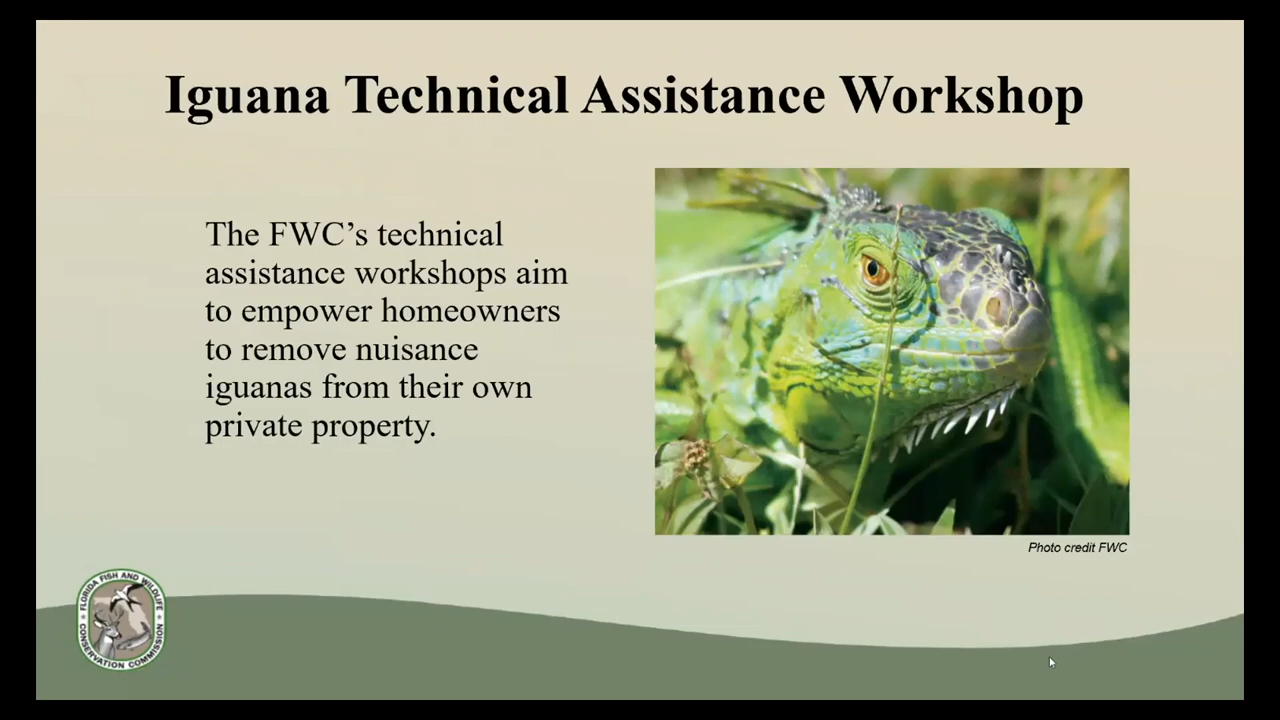 Iguana Technical Assistance Workshop
The FWC’s technical
assistance workshops aim
to empower homeowners
to remove nuisance
iguanas from their own
private property.
Photo credit FWC
FLORIDA FISH AND WILDLIFE
CONSERVATION COMMISSION